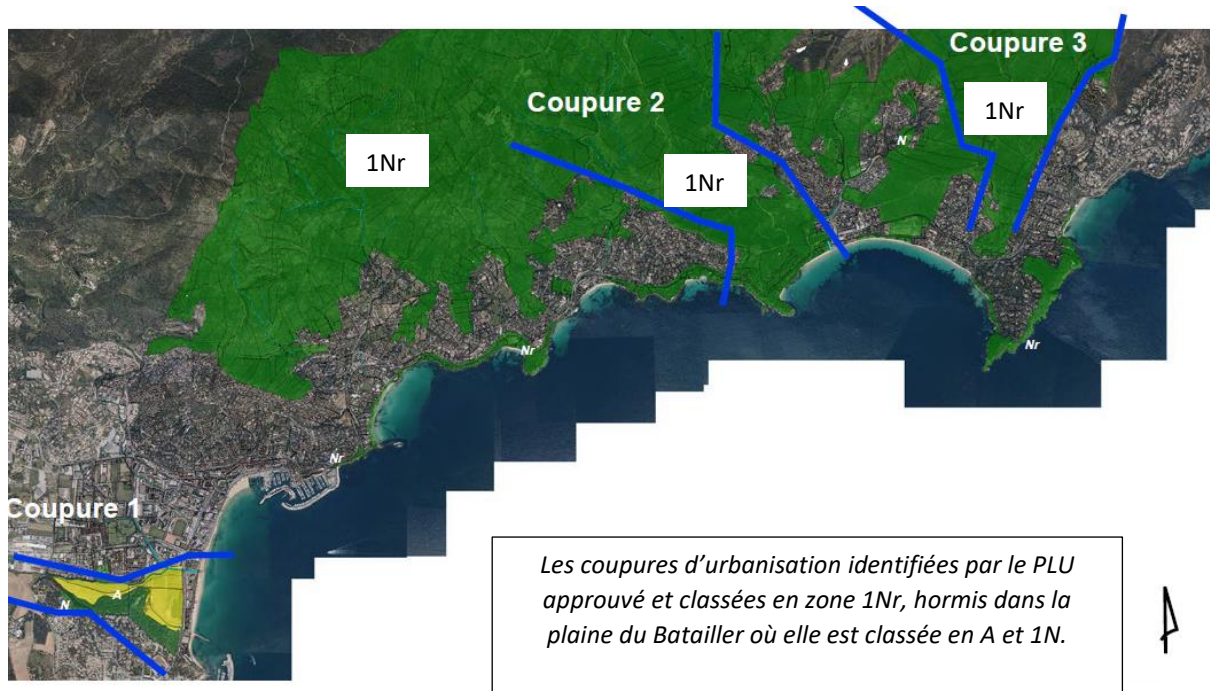 Coupure 3
Coupure 2
1Nr
N
1Nr
1Nr
Nr
Nr
Nr
Coupure 1
A
N
Les coupures d'urbanisation identifiées par le PLU
approuvé et classées en zone 1Nr, hormis dans la
plaine du Batailler où elle est classée en A et 1N.